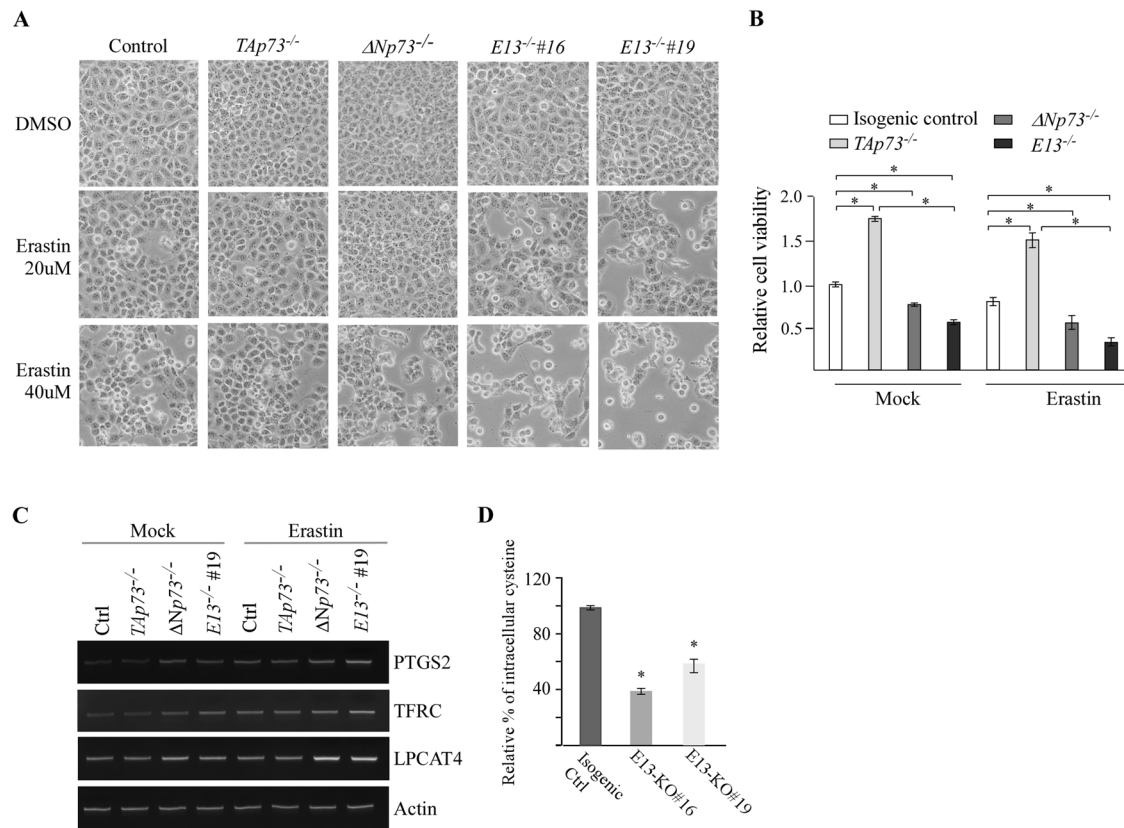 A
Control
TAp73-/-
ΔNp73-/-
E13-/-#16
E13-/-#19
DMSO
Erastin
20uM
Erastin
40uM
B
Isogenic control
ΔNp73-/-
TAp73-/-
E13-/-
Relative cell viability
2.0
1.5
1.0
0.5
* * * *
* * * *
Mock
Erastin
C
Mock
Erastin
Ctrl
TAp73-/-
ΔNp73-/-
E13-/- #19
Ctrl
TAp73-/-
ΔNp73-/-
E13-/- #19
PTGS2
TFRC
LPCAT4
Actin
D
Relative % of intracellular cysteine
120
80
40
*
*
Isogenic
Ctrl
E13-KO#16
E13-KO#19